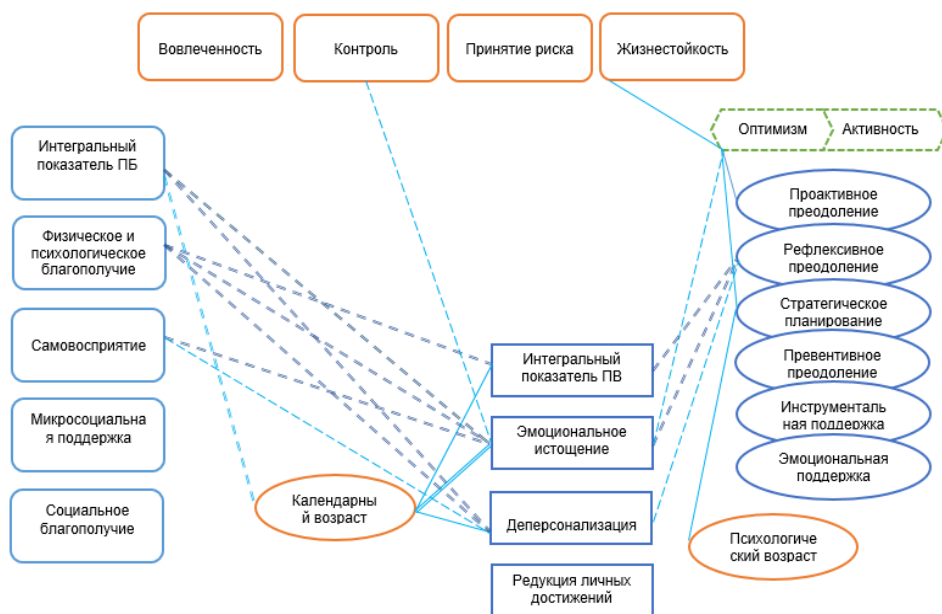 Вовлеченность
Контроль
Принятие риска
Жизнестойкость
Оптимизм
Активность
Интегральный
показатель ПБ
Физическое и
психологическое
благополучие
Самовосприятие
Микросоциальна
я поддержка
Социальное
благополучие
Календарны
й возраст
Интегральный
показатель ПВ
Эмоциональное
истощение
Деперсонализация
Редукция личных
достижений
Проактивное
преодоление
Рефлексивное
преодоление
Стратегическое
планирование
Превентивное
преодоление
Инструменталь
ная поддержка
Эмоциональная
поддержка
Психологиче
ский возраст